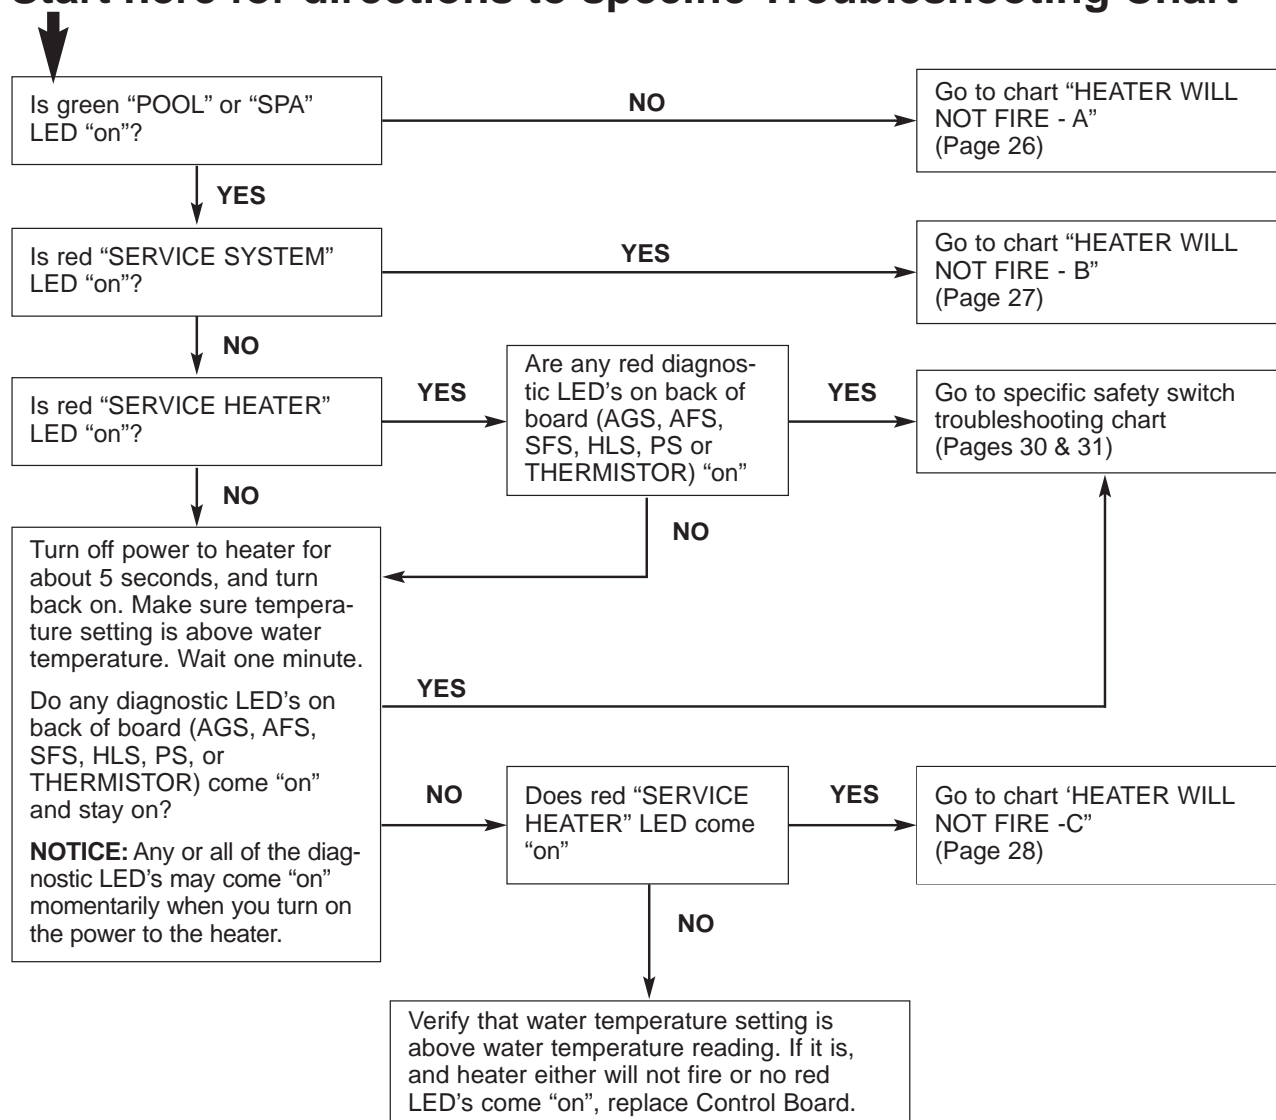 Start here for directions to specific Troubleshooting Chart
Is green “POOL” or “SPA”
LED “on”?
NO
Go to chart “HEATER WILL
NOT FIRE - A”
(Page 26)
YES
Is red “SERVICE SYSTEM”
LED “on”?
YES
Go to chart “HEATER WILL
NOT FIRE - B”
(Page 27)
NO
Is red “SERVICE HEATER”
LED “on”?
YES
Are any red diagnos-
tic LED's on back of
board (AGS, AFS,
SFS, HLS, PS or
THERMISTOR) “on”
YES
Go to specific safety switch
troubleshooting chart
(Pages 30 & 31)
NO
NO
Turn off power to heater for
about 5 seconds, and turn
back on. Make sure tempera-
ture setting is above water
temperature. Wait one minute.
Do any diagnostic LED's on
back of board (AGS, AFS,
SFS, HLS, PS, or
THERMISTOR) come “on”
and stay on?
NOTICE: Any or all of the diag-
nostic LED's may come “on”
momentarily when you turn on
the power to the heater.
YES
NO
Does red “SERVICE
HEATER” LED come
“on”
YES
Go to chart ‘HEATER WILL
NOT FIRE -C”
(Page 28)
NO
Verify that water temperature setting is
above water temperature reading. If it is,
and heater either will not fire or no red
LED's come “on”, replace Control Board.